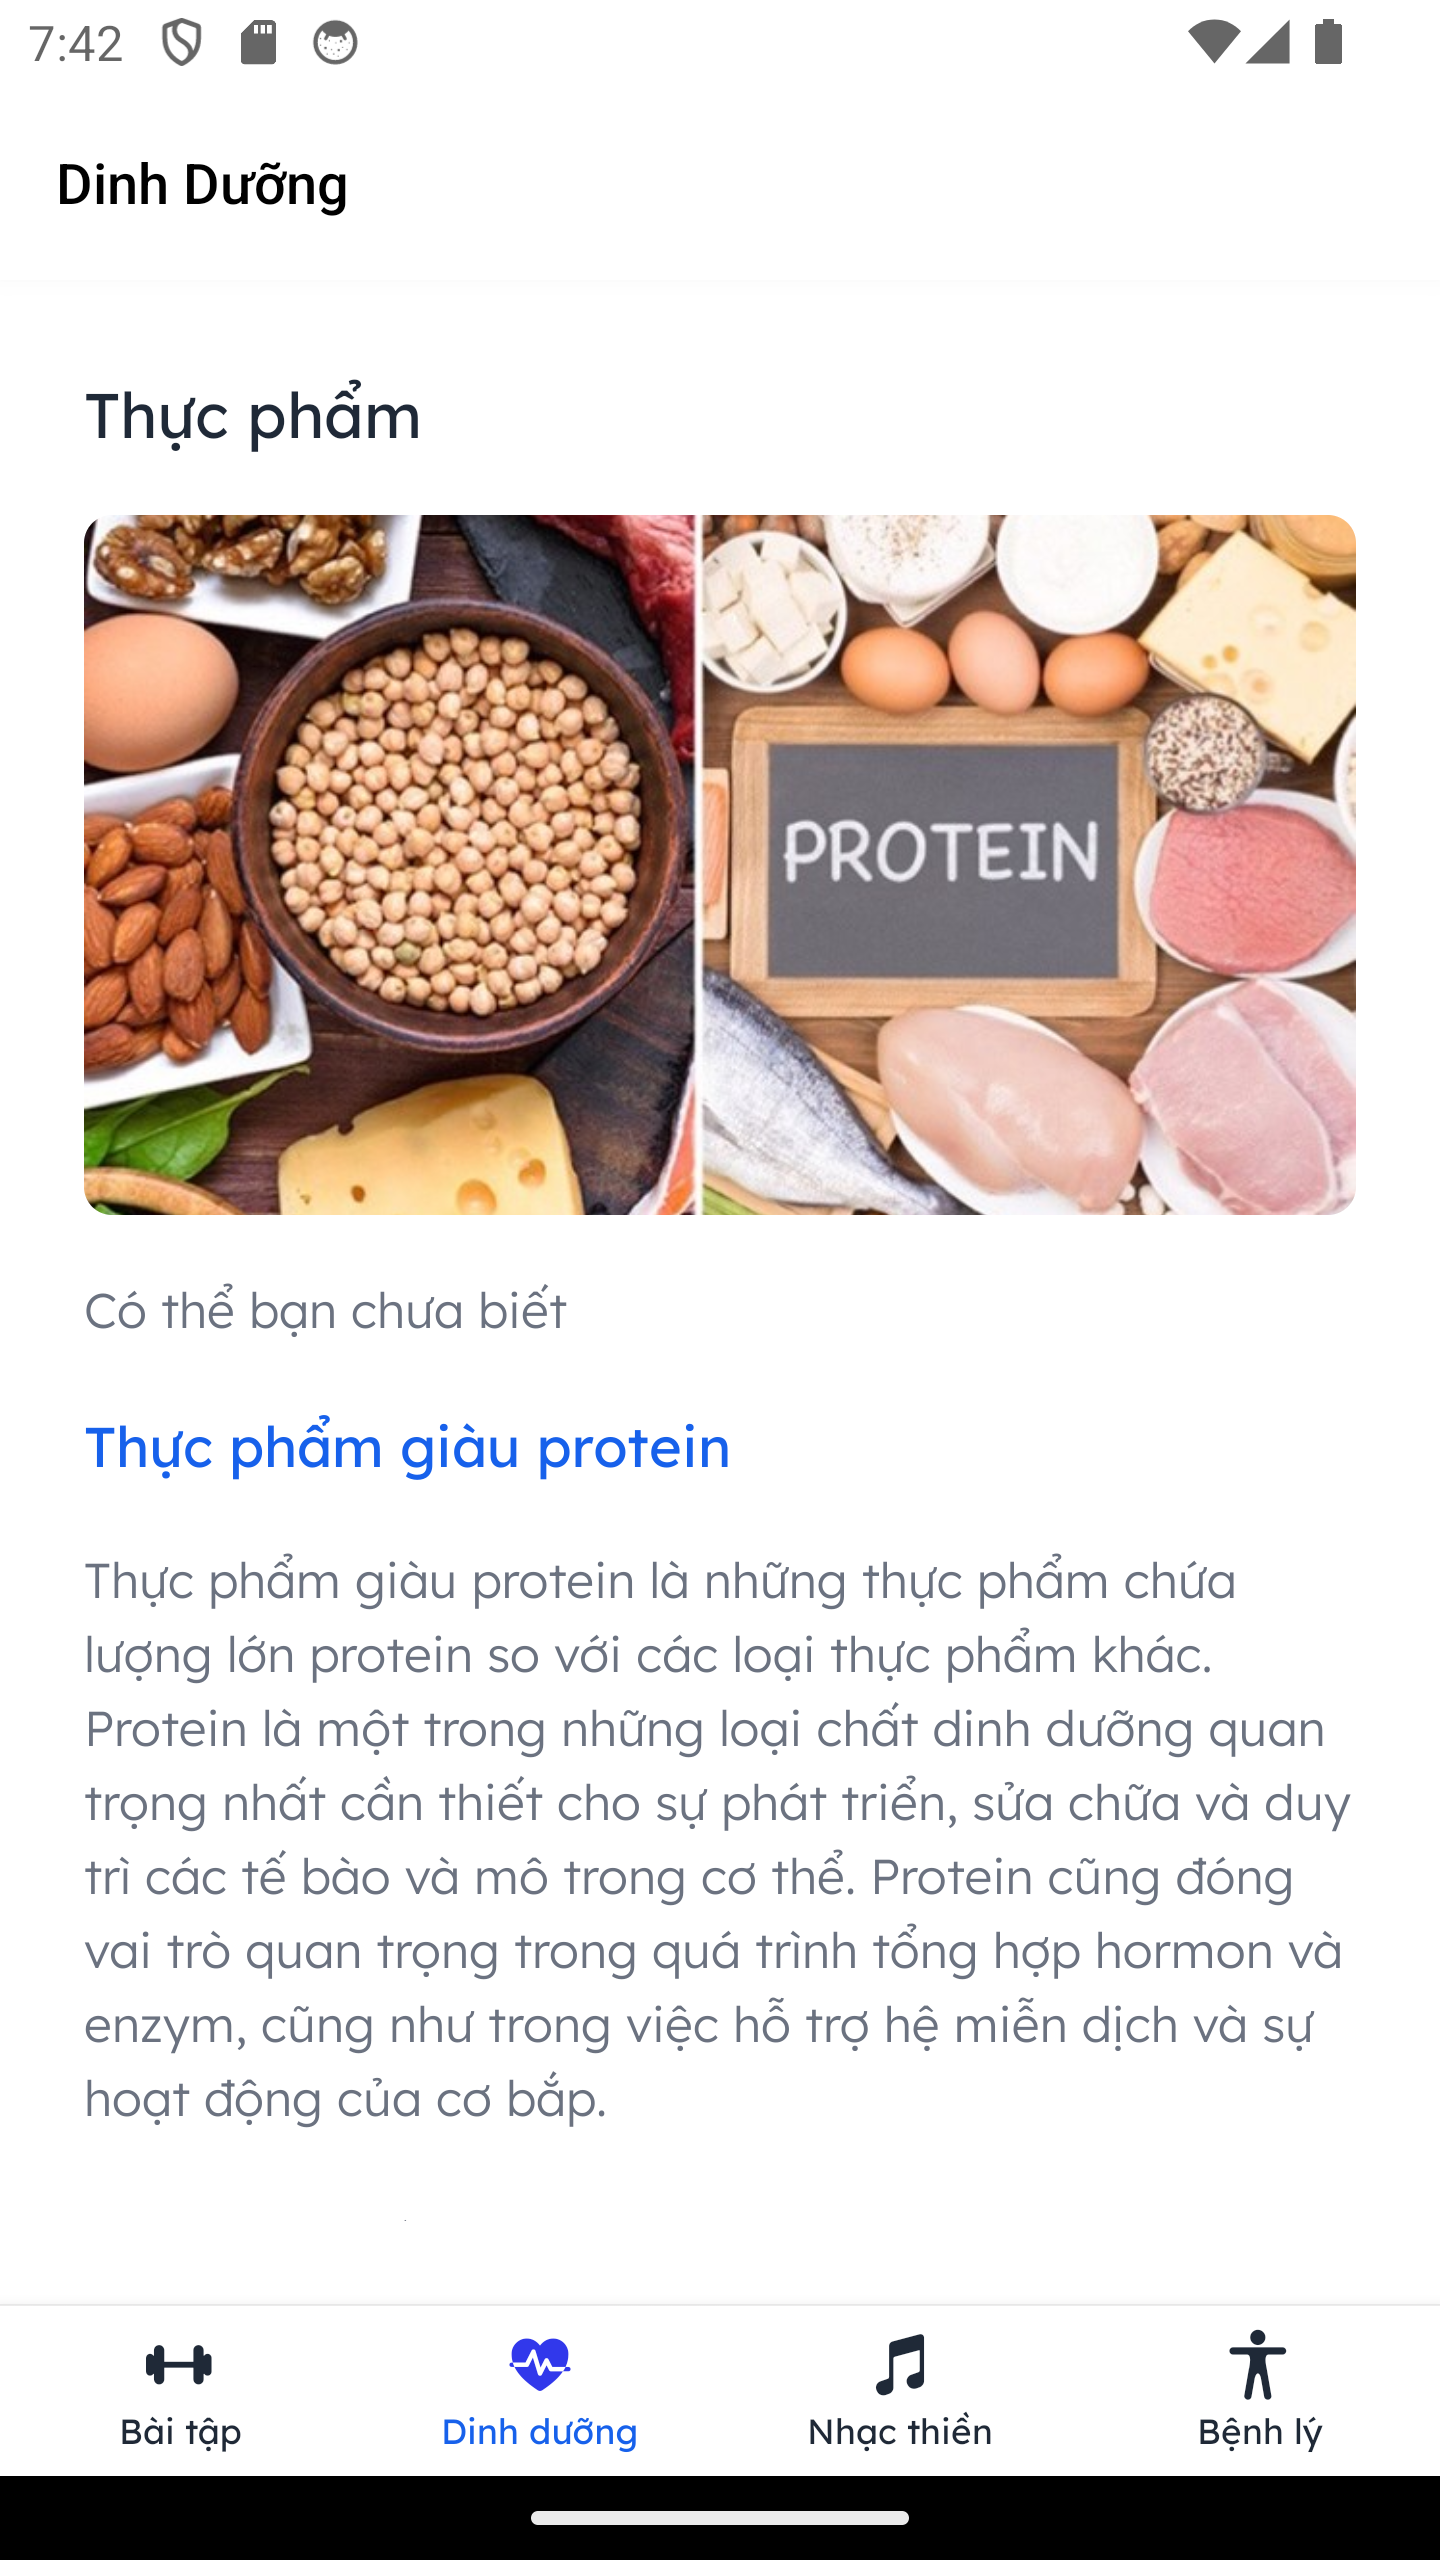 7:42
Dinh Dưỡng
Thực phẩm
PROTEIN
Có thể bạn chưa biết
Thực phẩm giàu protein
Thực phẩm giàu protein là những thực phẩm chứa
lượng lớn protein so với các loại thực phẩm khác.
Protein là một trong những loại chất dinh dưỡng quan
trọng nhất cần thiết cho sự phát triển, sửa chữa và duy
trì các tế bào và mô trong cơ thể. Protein cũng đóng
vai trò quan trọng trong quá trình tổng hợp hormon và
enzym, cũng như trong việc hỗ trợ hệ miễn dịch và sự
hoạt động của cơ bắp.
Bài tập
Dinh dưỡng
Nhạc thiền
Bệnh lý